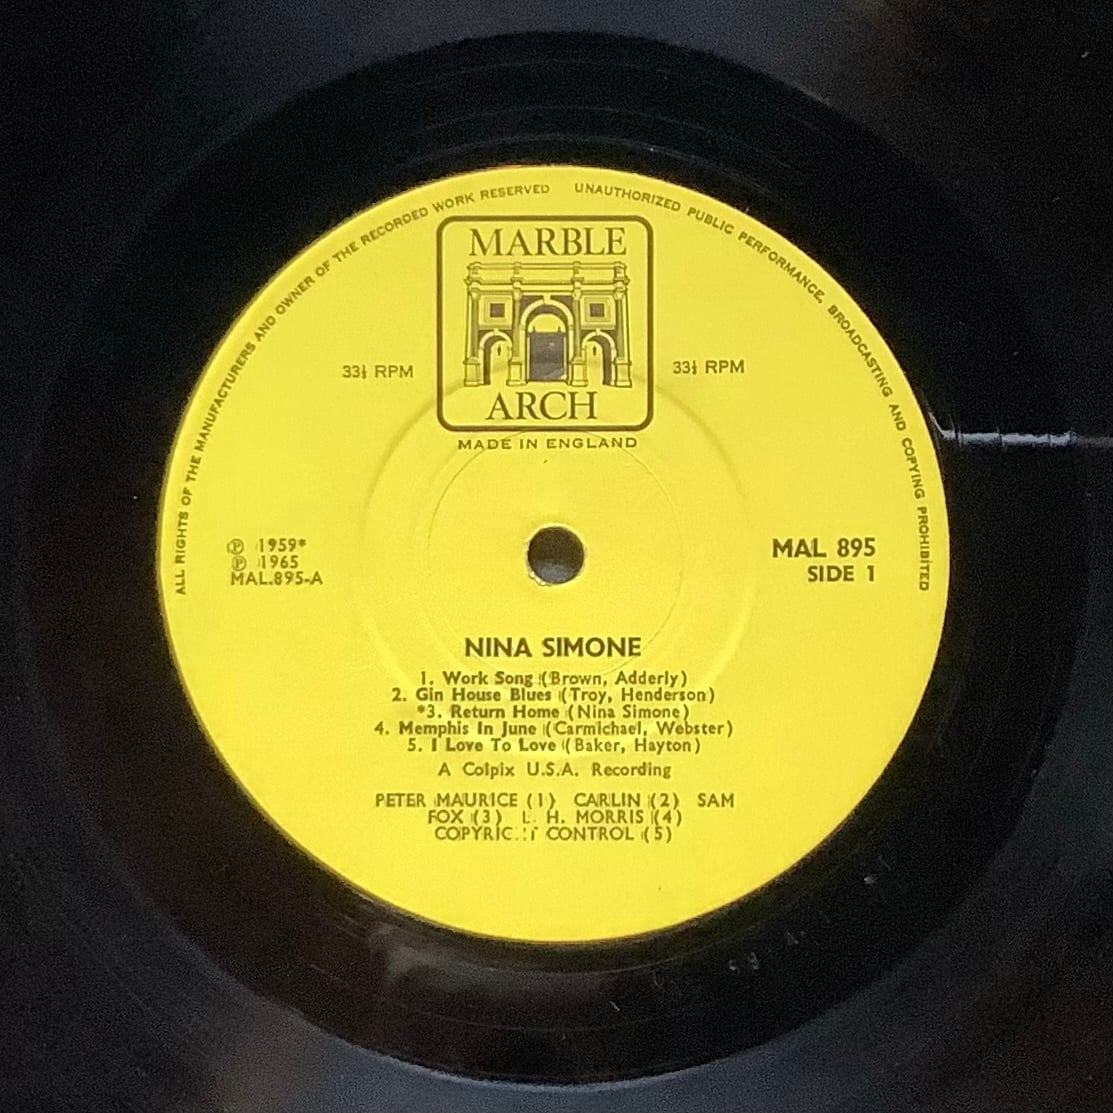 ALL RIGHTS OF THE MANUFACTURERS AND OWNER OF THE RECORDED WORK RESERVED UNAUTHORIZED PUBLIC PERFORMANCE, BROADCASTING AND COPYING PROHIBITED
MARBLE
ARCH
33⅓ RPM 33⅓ RPM
MADE IN ENGLAND
Ⓟ 1959*
Ⓟ 1965
MAL.895-A
MAL 895
SIDE 1
NINA SIMONE
1. Work Song (Brown, Adderly)
2. Gin House Blues (Troy, Henderson)
*3. Return Home (Nina Simone)
4. Memphis In June (Carmichael, Webster)
5. I Love To Love (Baker, Hayton)
A Colpix U.S.A. Recording
PETER MAURICE (1) CARLIN (2) SAM
FOX (3) L. H. MORRIS (4)
CONTROL (5)